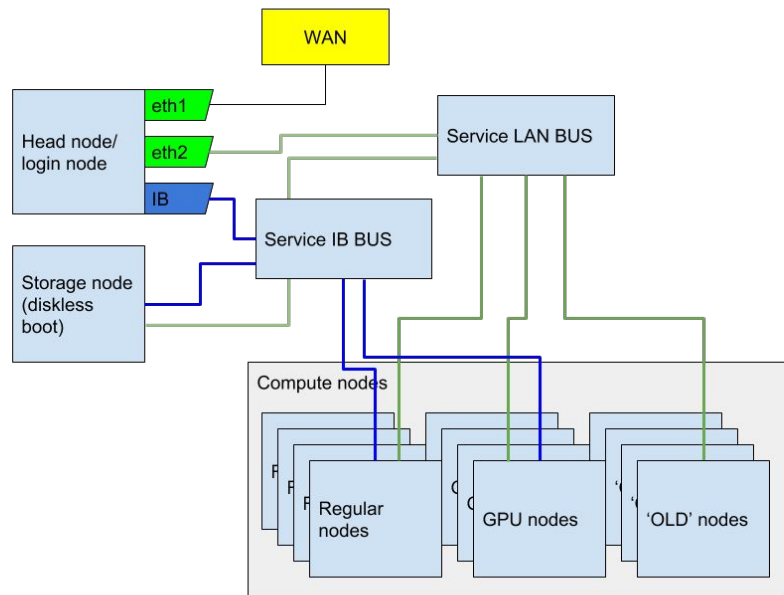 WAN
eth1
Head node/
login node
eth2
IB
Service LAN BUS
Service IB BUS
Storage node
(diskless
boot)
Compute nodes
Regular
nodes
GPU nodes
‘OLD’ nodes